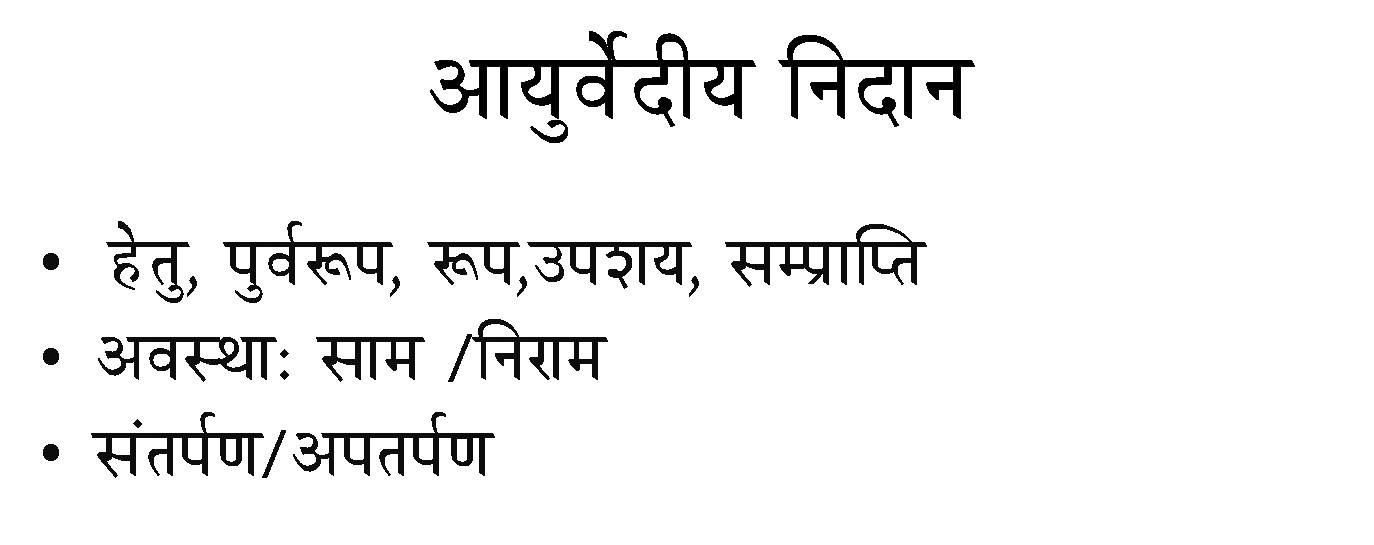 आयुर्वेदीय निदान
• हेतु, पुर्वरूप, रूप,उपशय, सम्प्राप्ति
• अवस्थाः साम /निराम
• संतर्पण/अपतर्पण